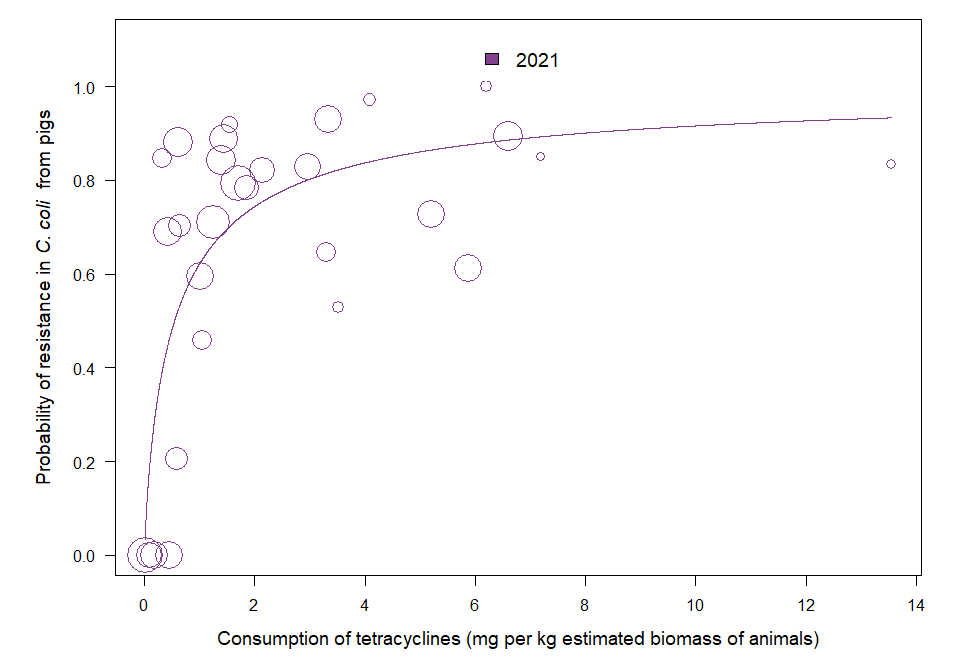 2021
1.0
0.8
0.6
0.4
0.2
0.0
Probability of resistance in C. coli from pigs
0 2 4 6 8 10 12 14
Consumption of tetracyclines (mg per kg estimated biomass of animals)